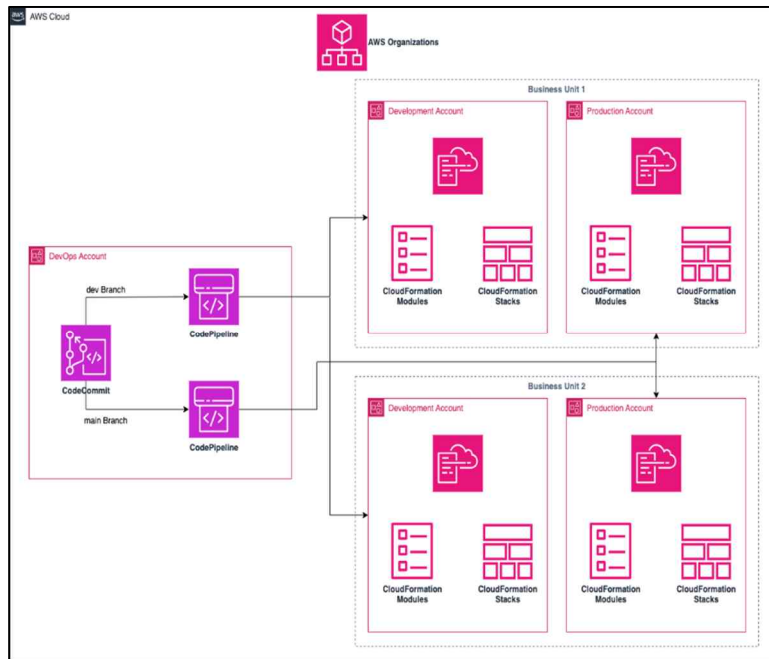 aws
AWS Cloud
AWS Organizations
Business Unit 1
Development Account
CloudFormation
Modules
CloudFormation
Stacks
Production Account
CloudFormation
Modules
CloudFormation
Stacks
DevOps Account
dev Branch
CodePipeline
CodeCommit
main Branch
CodePipeline
Business Unit 2
Development Account
CloudFormation
Modules
CloudFormation
Stacks
Production Account
CloudFormation
Modules
CloudFormation
Stacks